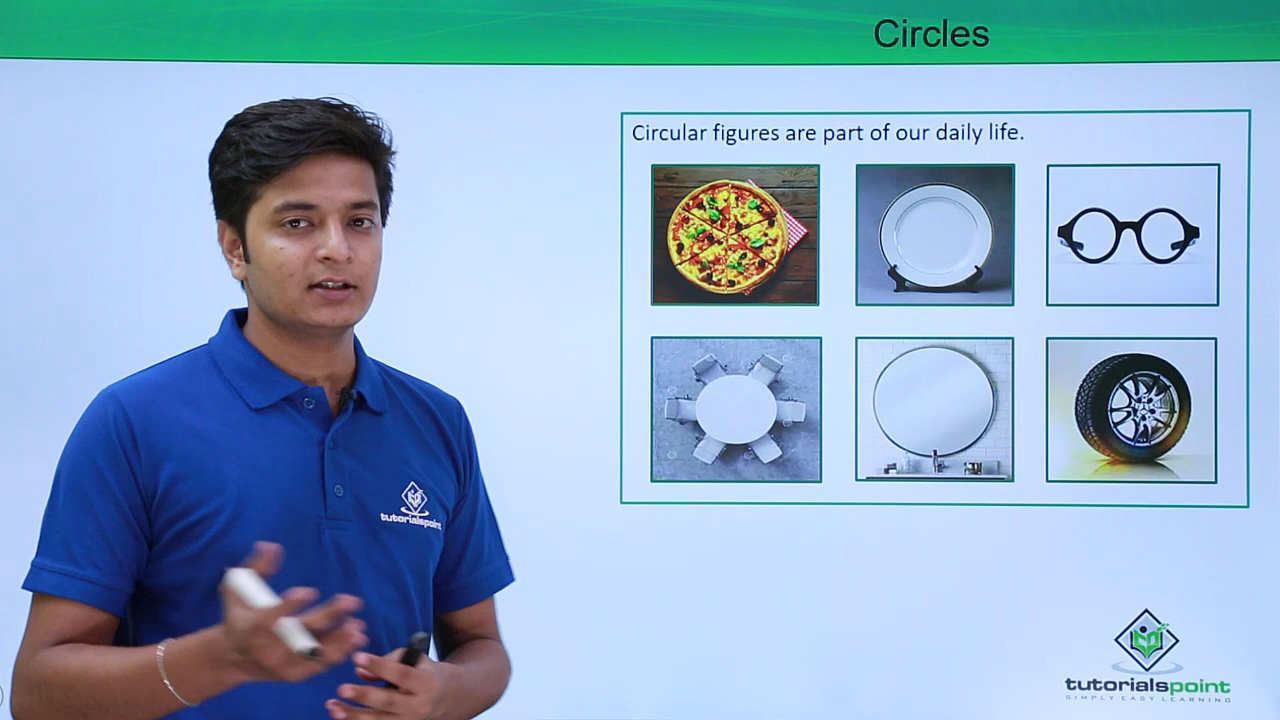 Circles
Circular figures are part of our daily life.
tutorialspoint
tutorialspoint
SIMPLY EASY LEARNING